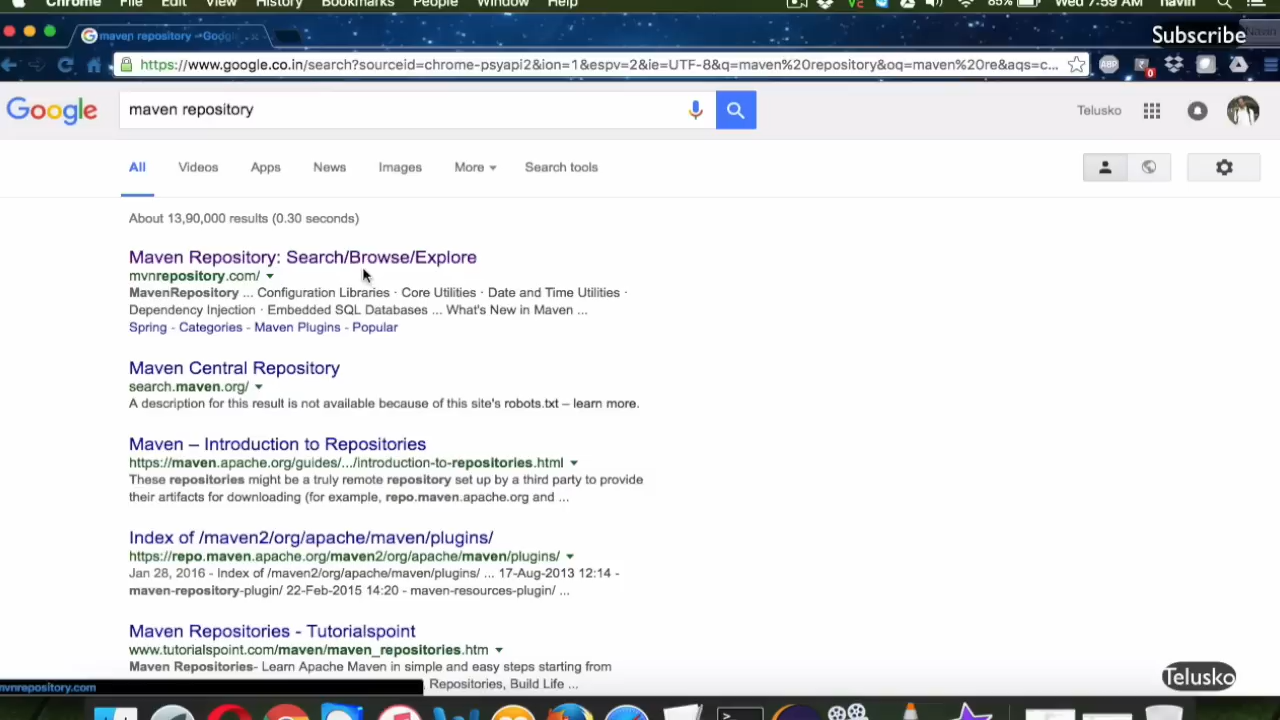 Chrome File Edit View History Bookmarks People Window Help 85% Wed 7:59 AM navin
maven repository - Goog
Subscribe
https://www.google.co.in/search?sourceid=chrome-psyapi2&ion=1&espv=2&ie=UTF-8&q=maven%20repository&oq=maven%20re&aqs=c...
ABP
0
Google
maven repository
Telusko
All Videos Apps News Images More Search tools
About 13,90,000 results (0.30 seconds)
Maven Repository: Search/Browse/Explore
mvnrepository.com/
MavenRepository ... Configuration Libraries · Core Utilities · Date and Time Utilities ·
Dependency Injection · Embedded SQL Databases ... What's New in Maven ...
Spring - Categories - Maven Plugins - Popular
Maven Central Repository
search.maven.org/
A description for this result is not available because of this site's robots.txt – learn more.
Maven – Introduction to Repositories
https://maven.apache.org/guides/.../introduction-to-repositories.html
These repositories might be a truly remote repository set up by a third party to provide
their artifacts for downloading (for example, repo.maven.apache.org and ...
Index of /maven2/org/apache/maven/plugins/
https://repo.maven.apache.org/maven2/org/apache/maven/plugins/
Jan 28, 2016 - Index of /maven2/org/apache/maven/plugins/ ... 17-Aug-2013 12:14 -
maven-repository-plugin/ 22-Feb-2015 14:20 - maven-resources-plugin/ ...
Maven Repositories - Tutorialspoint
www.tutorialspoint.com/maven/maven_repositories.htm
Maven Repositories- Learn Apache Maven in simple and easy steps starting from
. Repositories, Build Life ...
mvnrepository.com
Telusko